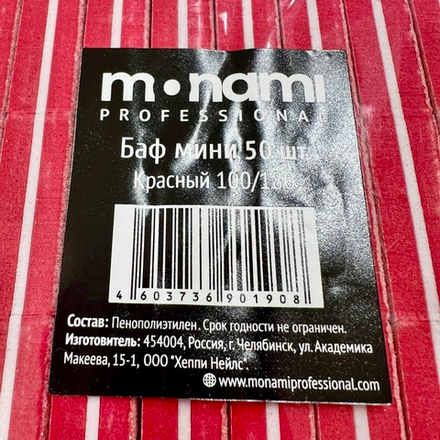 m•nami
PROFESSIONAL
Баф мини 50 шт
Красный 100/180
4 603736 901908
Состав: Пенополиэтилен. Срок годности не ограничен.
Изготовитель: 454004, Россия, г. Челябинск, ул. Академика
Макеева, 15-1, ООО "Хеппи Нейлс".
www.monamiprofessional.com